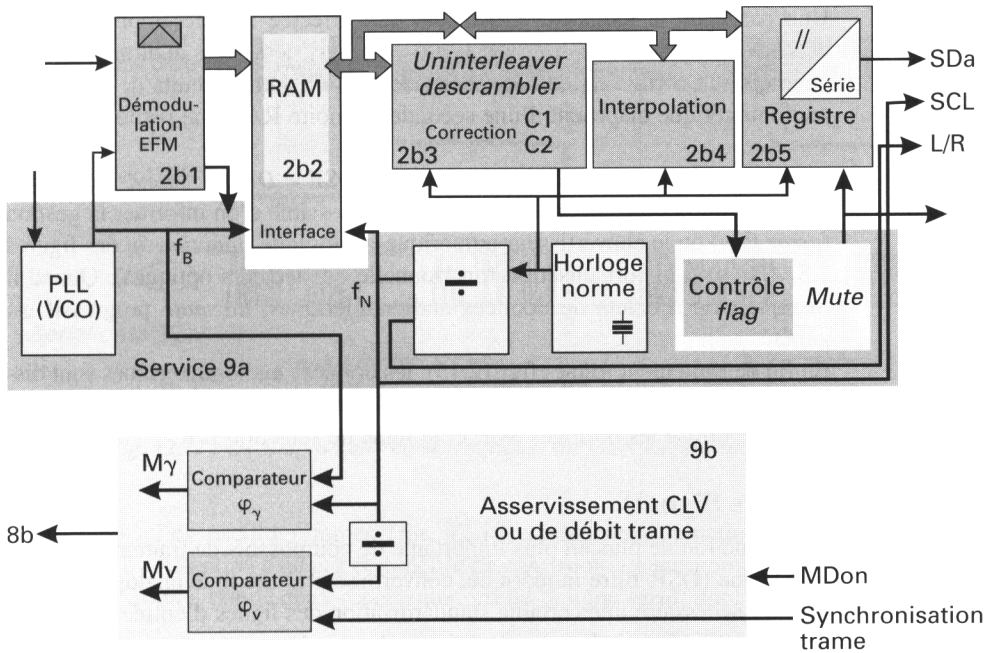 Démodu-
lation
EFM
2b1
RAM
2b2
Interface
Uninterleaver
descrambler
Correction C1
C2
2b3
Interpolation
2b4
//
Série
Registre
2b5
SDa
SCL
L/R
PLL
(VCO)
fB
fN
÷
Horloge
norme
Contrôle
flag
Mute
Service 9a
9b
Mγ
Comparateur
φγ
Asservissement CLV
ou de débit trame
8b
÷
Mv
Comparateur
φv
MDon
Synchronisation
trame